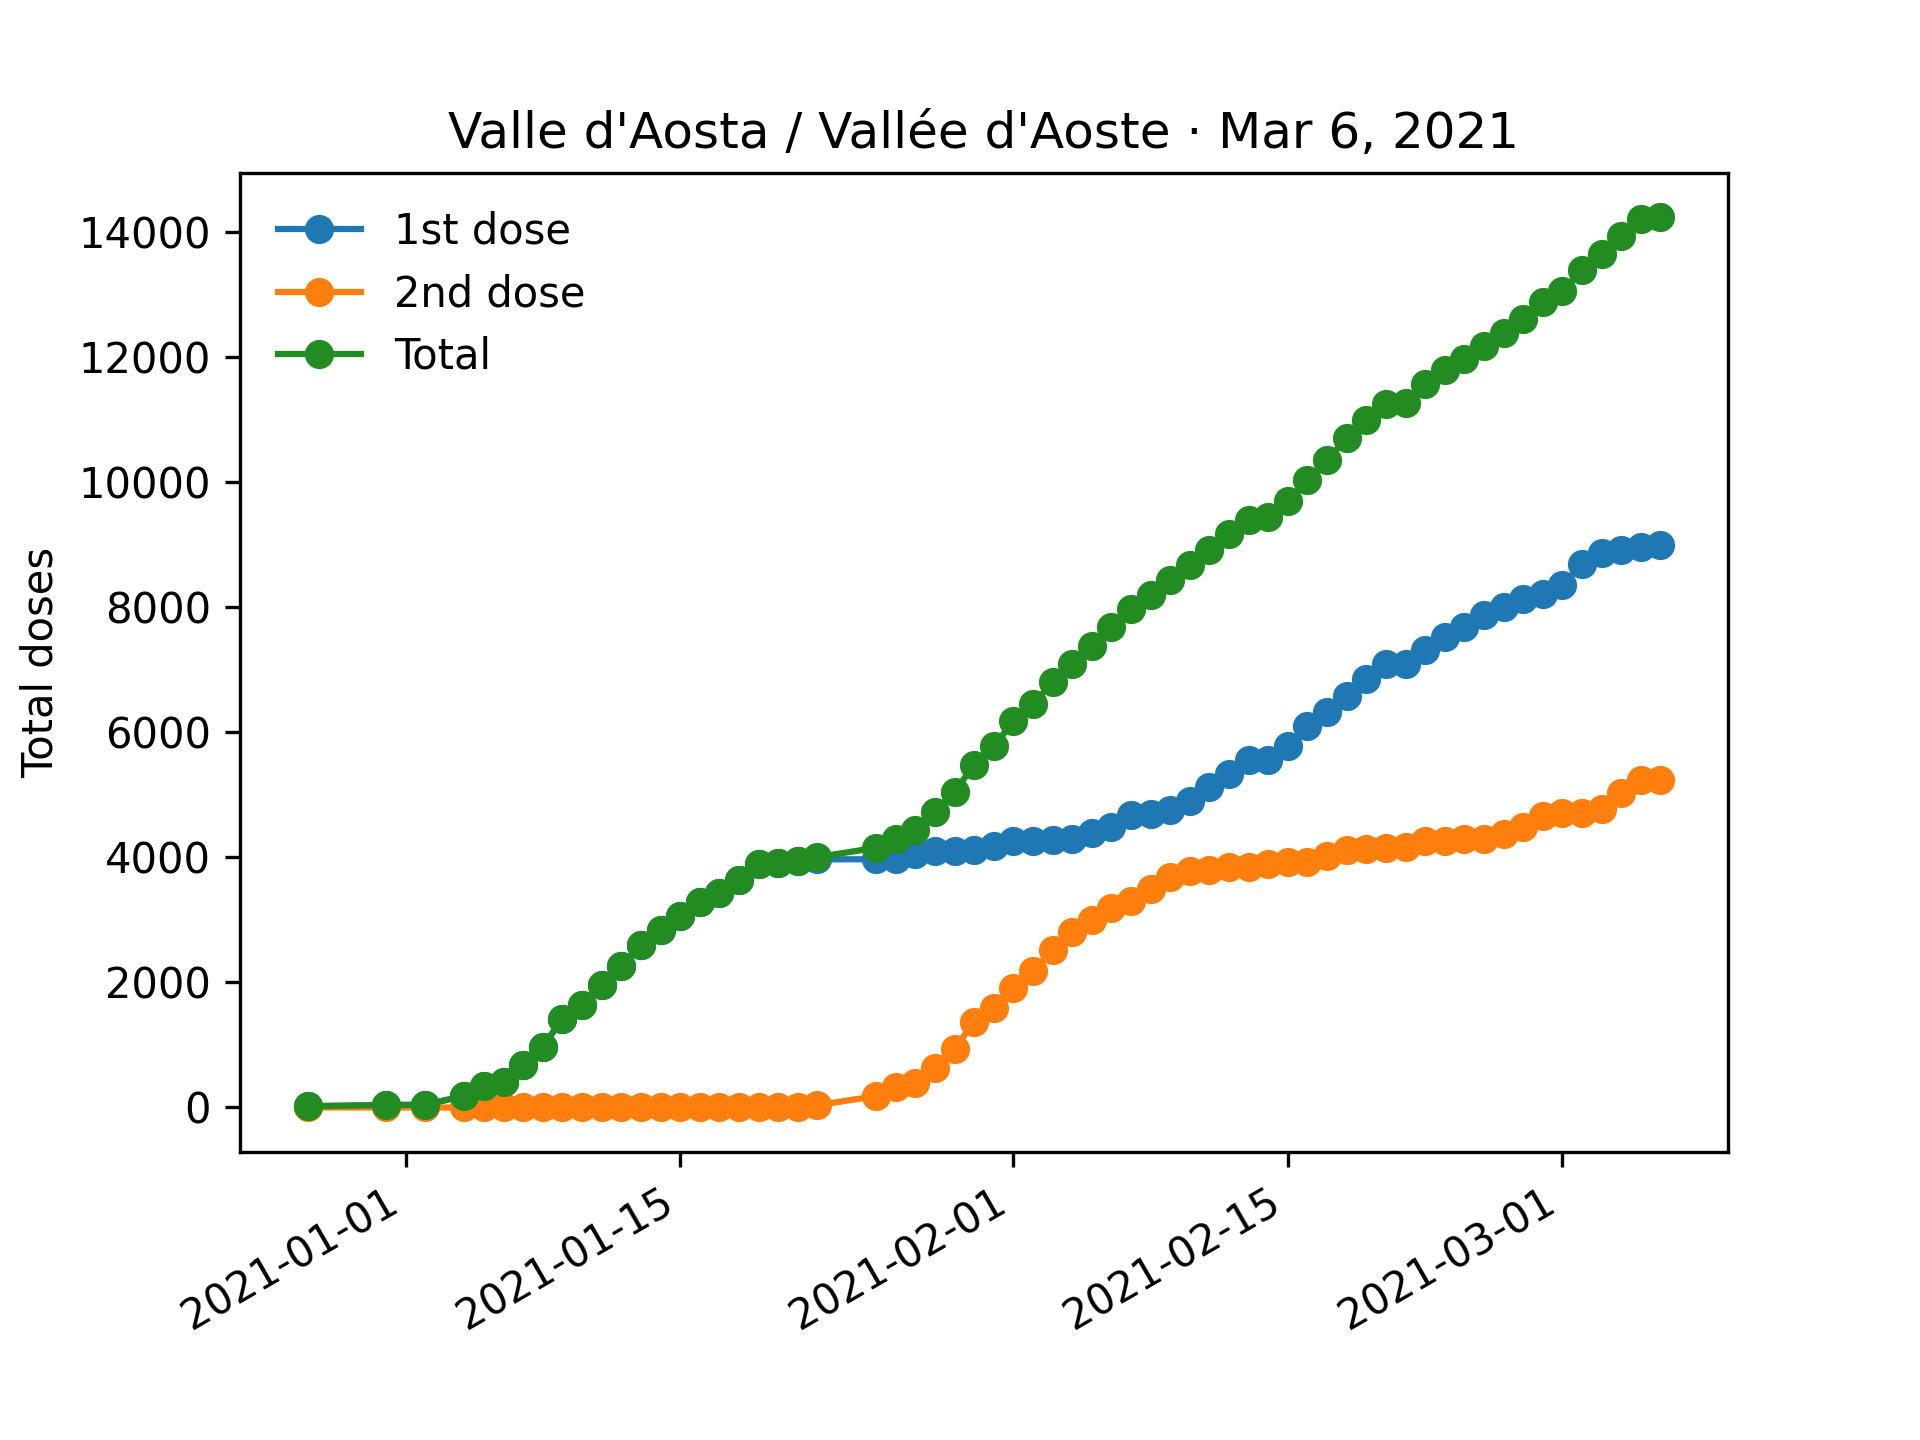 Valle d'Aosta / Vallée d'Aoste · Mar 6, 2021
1st dose
2nd dose
Total
Total doses
14000
12000
10000
8000
6000
4000
2000
0
2021-01-01
2021-01-15
2021-02-01
2021-02-15
2021-03-01